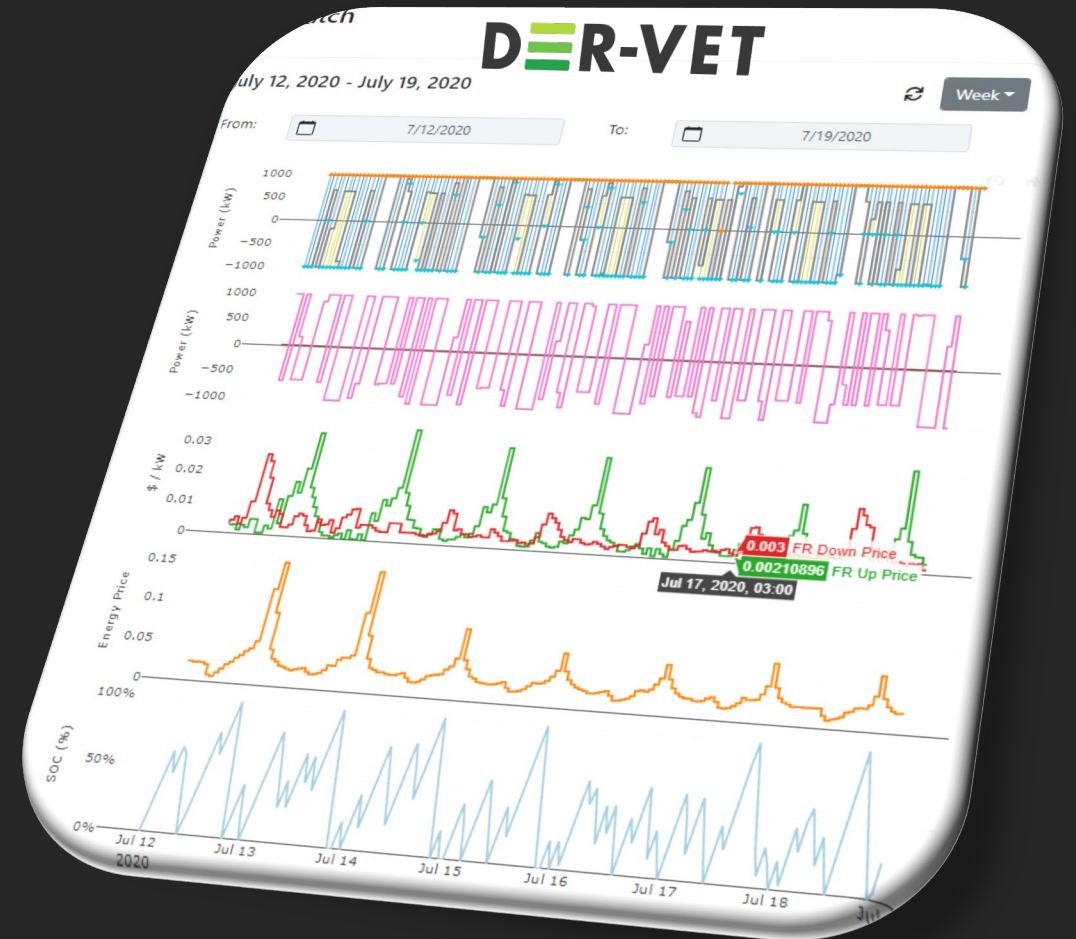 DER-VET
July 12, 2020 - July 19, 2020
Week
From:
7/12/2020
To:
7/19/2020
Power (kW)
1000
500
0
−500
−1000
Power (kW)
1000
500
0
−500
−1000
$ / kW
0.03
0.02
0.01
0
0.003 FR Down Price
0.00210896 FR Up Price
Jul 17, 2020, 03:00
Energy Price
0.15
0.1
0.05
0
SOC (%)
100%
50%
0%
Jul 12
2020
Jul 13
Jul 14
Jul 15
Jul 16
Jul 17
Jul 18